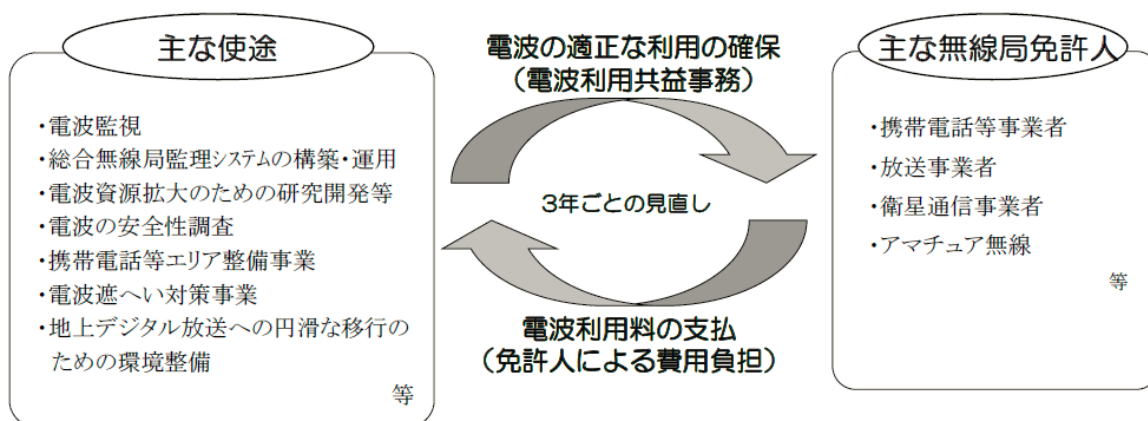 主な使途
・電波監視
・総合無線局監理システムの構築・運用
・電波資源拡大のための研究開発等
・電波の安全性調査
・携帯電話等エリア整備事業
・電波遮へい対策事業
・地上デジタル放送への円滑な移行の
ための環境整備
等
電波の適正な利用の確保
（電波利用共益事務）
3年ごとの見直し
電波利用料の支払
（免許人による費用負担）
主な無線局免許人
・携帯電話等事業者
・放送事業者
・衛星通信事業者
・アマチュア無線
等